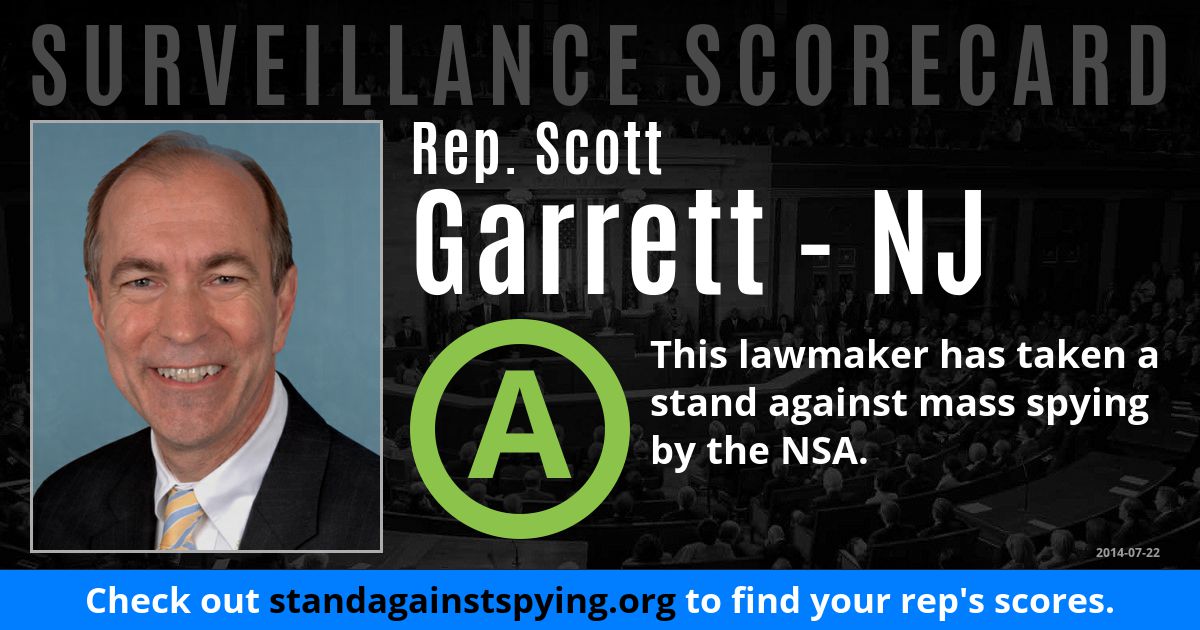 SURVEILLANCE SCORECARD
Rep. Scott
Garrett - NJ
A
This lawmaker has taken a
stand against mass spying
by the NSA.
2014-07-22
Check out standagainstspying.org to find your rep's scores.